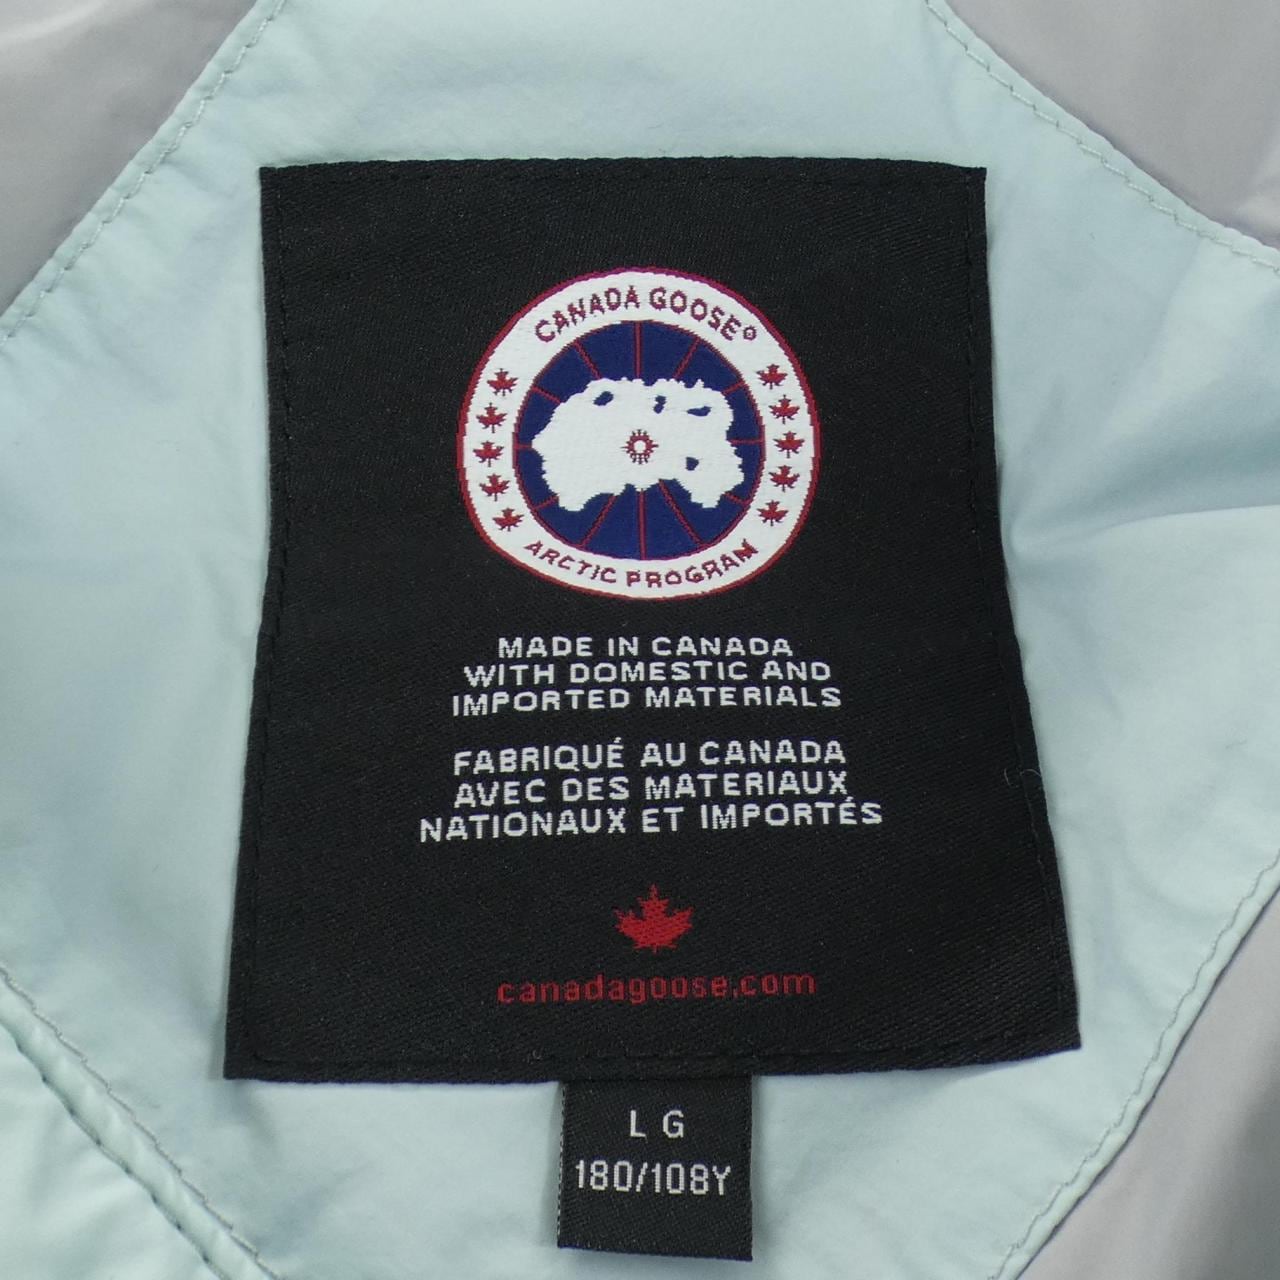 CANADA GOOSE®
ARCTIC PROGRAM
MADE IN CANADA
WITH DOMESTIC AND
IMPORTED MATERIALS
FABRIQUÉ AU CANADA
AVEC DES MATERIAUX
NATIONAUX ET IMPORTÉS
canadagoose.com
LG
180/108Y